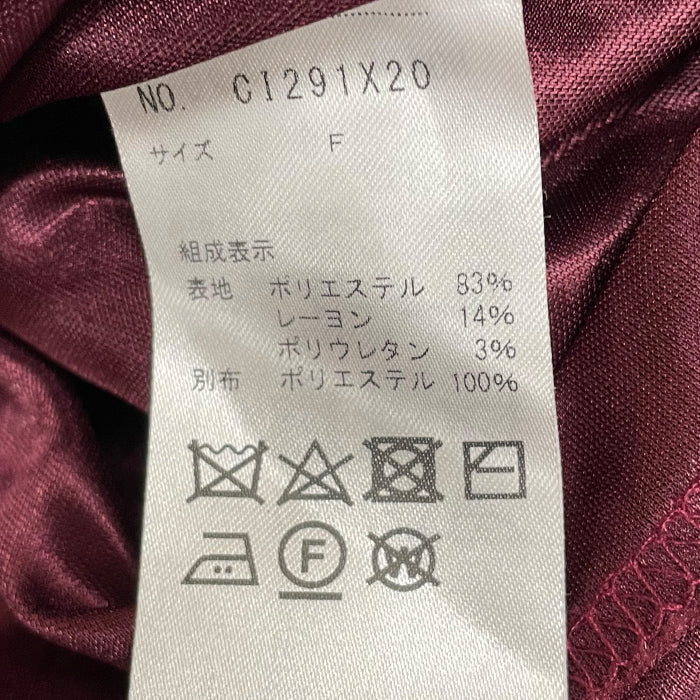 NO. CI291X20
サイズ F
組成表示
表地 ポリエステル 83%
レーヨン 14%
ポリウレタン 3%
別布 ポリエステル 100%
F
W